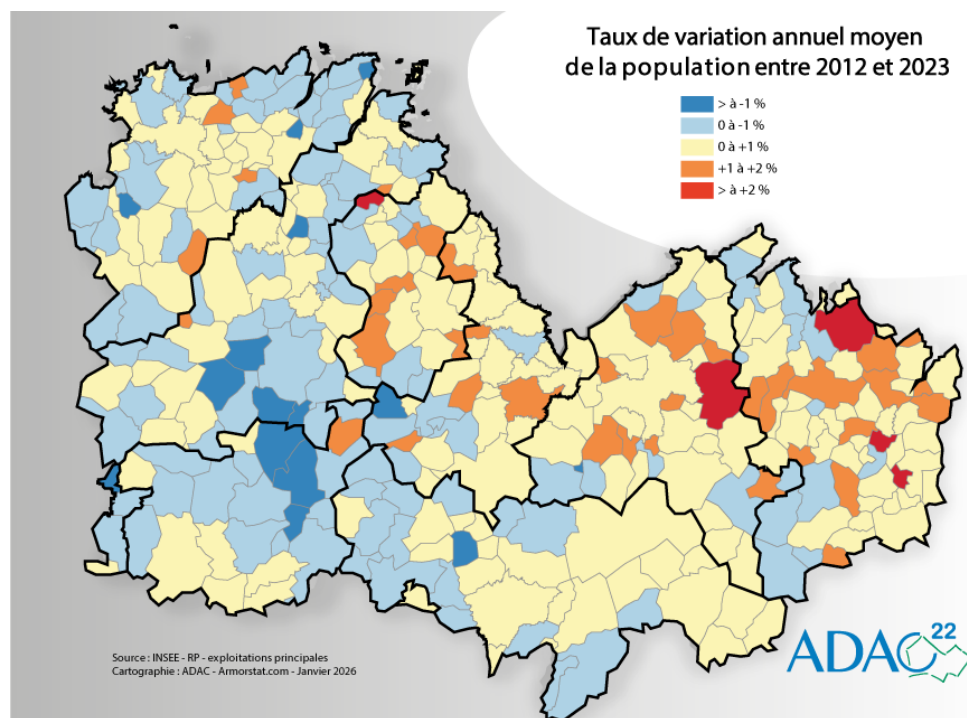 Taux de variation annuel moyen
de la population entre 2012 et 2023
> à -1 %
0 à -1 %
0 à +1 %
+1 à +2 %
> à +2 %
Source : INSEE - RP - exploitations principales
Cartographie : ADAC - Armorstat.com - Janvier 2026
ADAC 22